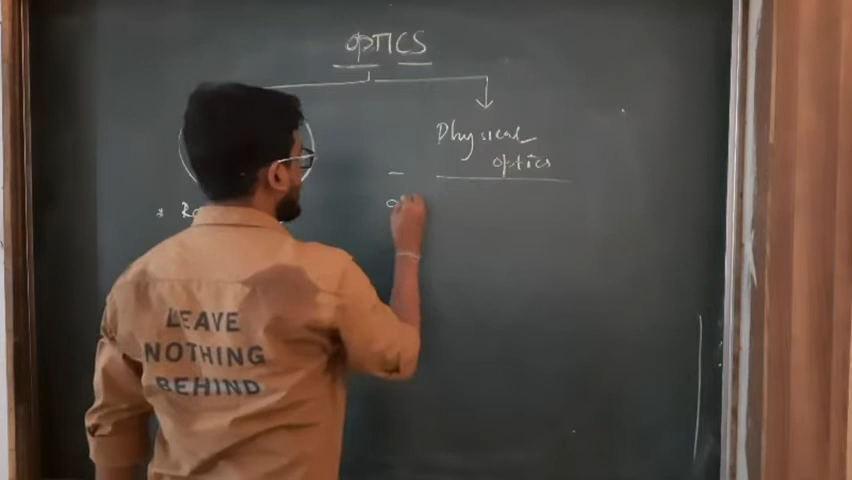 OPTICS
Physical
optics
LEAVE
NOTHING
BEHIND